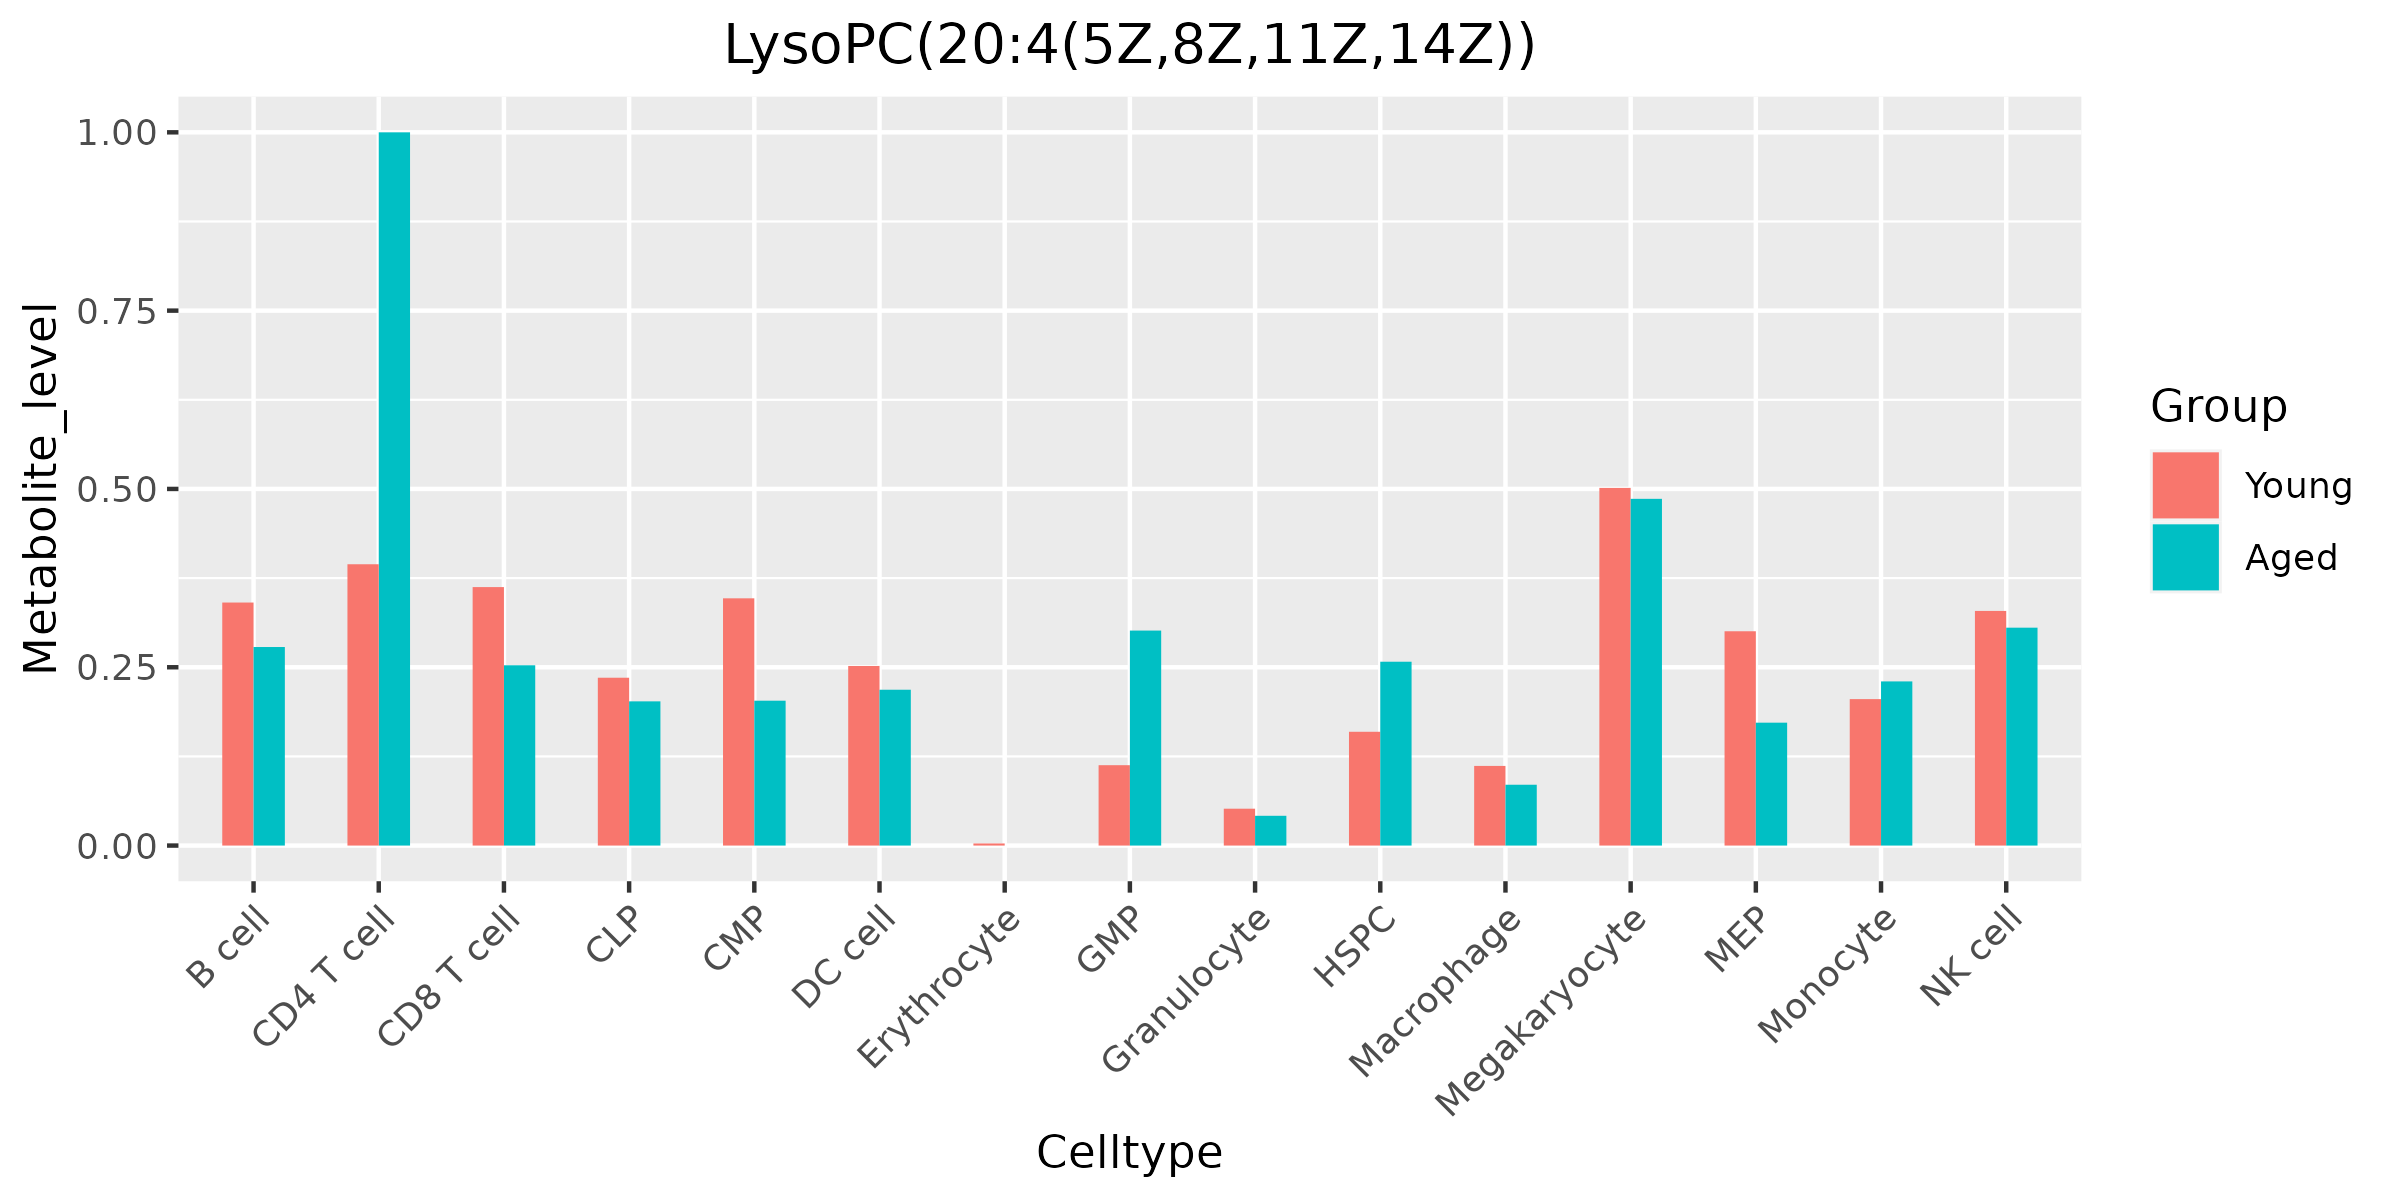 LysoPC(20:4(5Z,8Z,11Z,14Z))
Metabolite_level
1.00
0.75
0.50
0.25
0.00
B cell
CD4 T cell
CD8 T cell
CLP
CMP
DC cell
Erythrocyte
GMP
Granulocyte
HSPC
Macrophage
Megakaryocyte
MEP
Monocyte
NK cell
Celltype
Group
Young
Aged